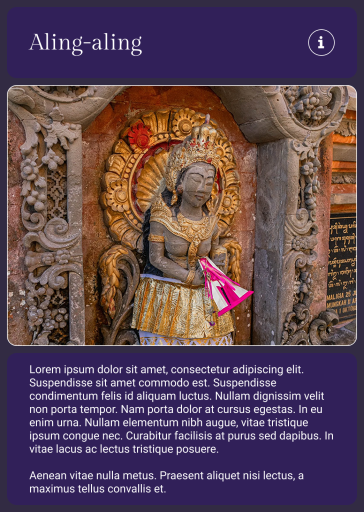 Aling-aling
Lorem ipsum dolor sit amet, consectetur adipiscing elit.
Suspendisse sit amet commodo est. Suspendisse
condimentum felis id aliquam luctus. Nullam dignissim velit
non porta tempor. Nam porta dolor at cursus egestas. In eu
enim urna. Nullam elementum nibh augue, vitae tristique
ipsum congue nec. Curabitur facilisis at purus sed dapibus. In
vitae lacus ac lectus tristique posuere.
Aenean vitae nulla metus. Praesent aliquet nisi lectus, a
maximus tellus convallis et.